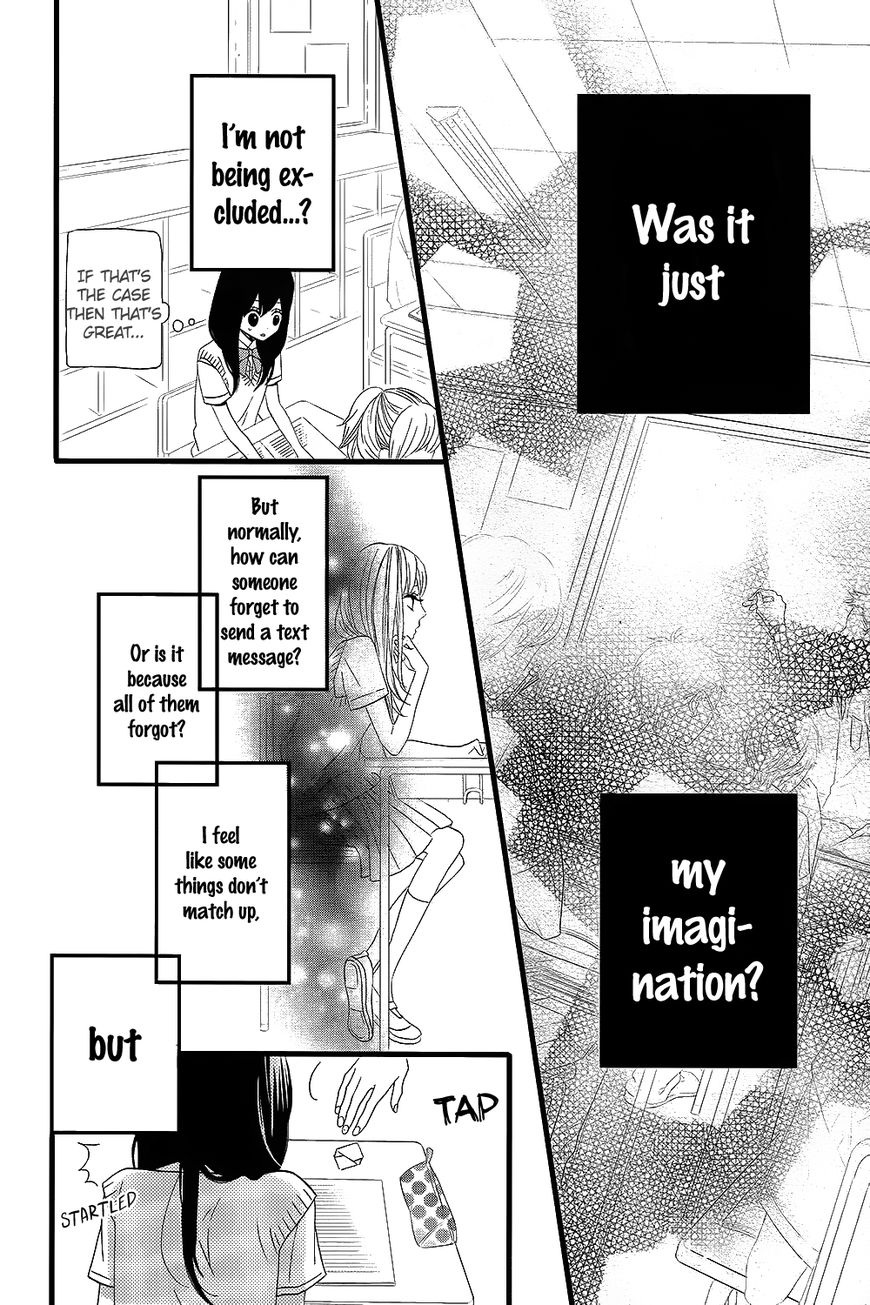 Was it
just
my
imagi-
nation?
I'm not
being ex-
cluded...?
IF THAT'S
THE CASE
THEN THAT'S
GREAT...
But
normally,
how can
someone
forget to
send a text
message?
Or is it
because
all of them
forgot?
I feel
like some
things don't
match up,
but
TAP
STARTLED